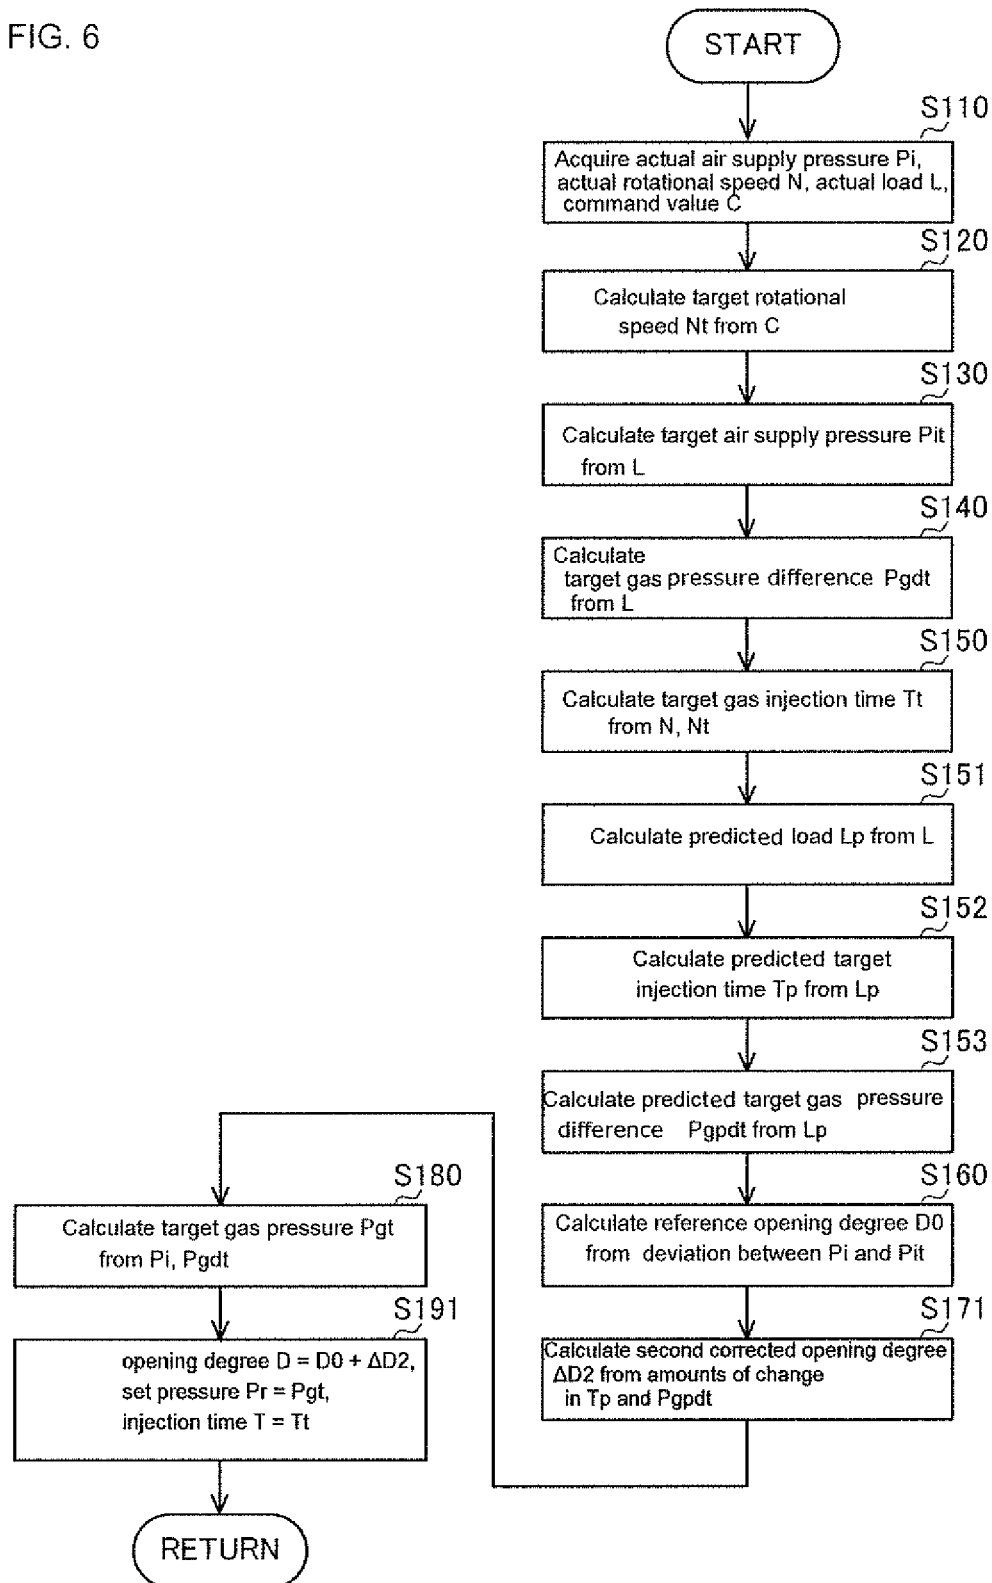 FIG. 6
START
S110
Acquire actual air supply pressure Pi,
actual rotational speed N, actual load L,
command value C
S120
Calculate target rotational
speed Nt from C
S130
Calculate target air supply pressure Pit
from L
S140
Calculate
target gas pressure difference Pgdt
from L
S150
Calculate target gas injection time Tt
from N, Nt
S151
Calculate predicted load Lp from L
S152
Calculate predicted target
injection time Tp from Lp
S153
Calculate predicted target gas pressure
difference Pgpdt from Lp
S160
Calculate reference opening degree D0
from deviation between Pi and Pit
S171
Calculate second corrected opening degree
ΔD2 from amounts of change
in Tp and Pgpdt
S180
Calculate target gas pressure Pgt
from Pi, Pgdt
S191
opening degree D = D0 + ΔD2,
set pressure Pr = Pgt,
injection time T = Tt
RETURN